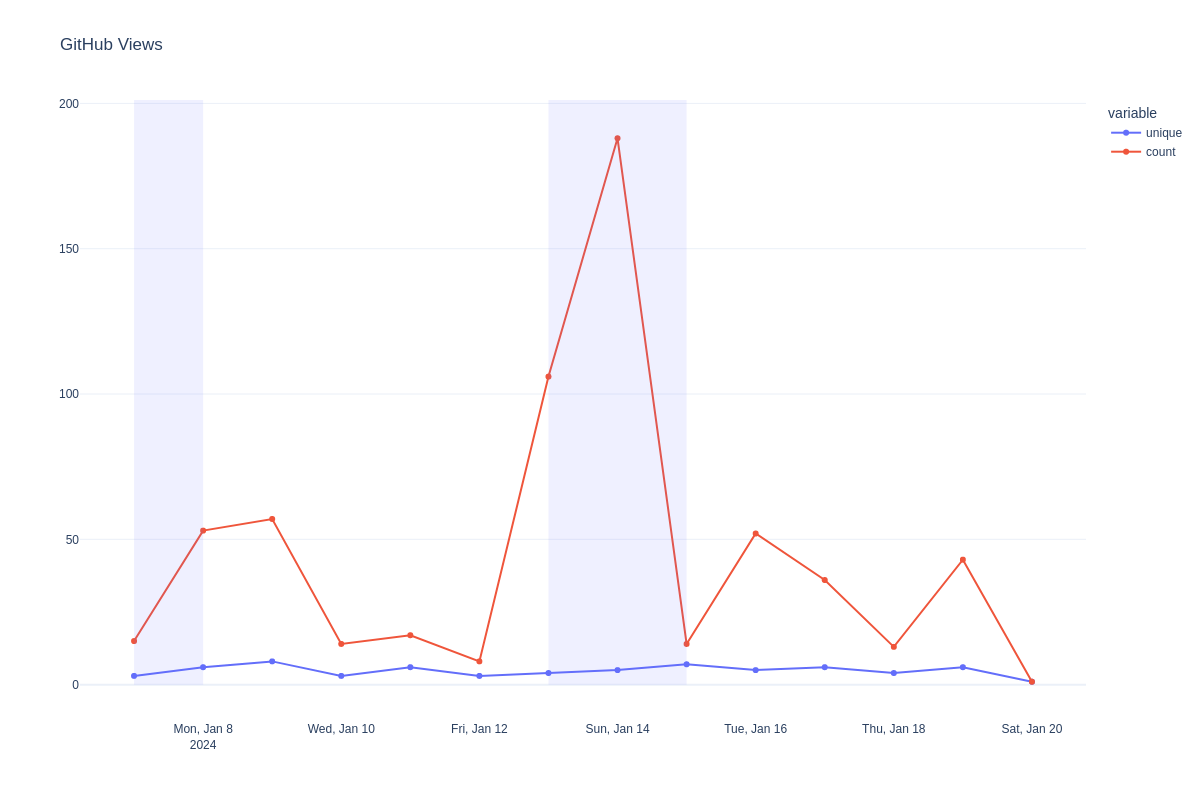 GitHub Views
200
150
100
50
0
Mon, Jan 8
2024
Wed, Jan 10
Fri, Jan 12
Sun, Jan 14
Tue, Jan 16
Thu, Jan 18
Sat, Jan 20
variable
unique
count